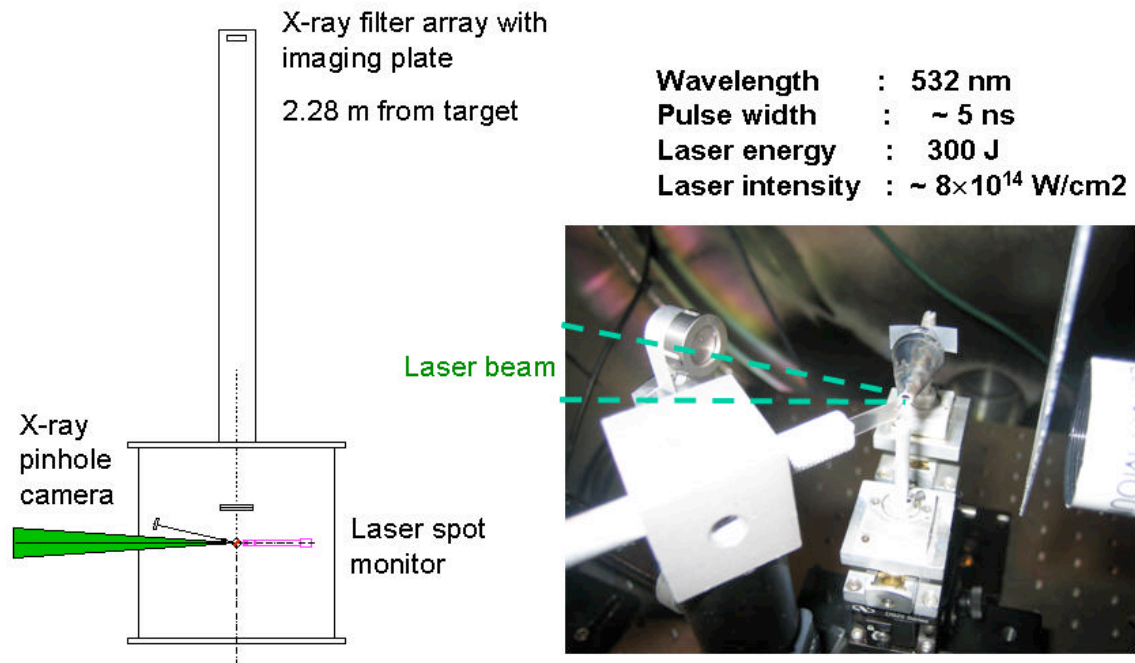 X-ray filter array with
imaging plate
2.28 m from target
Wavelength : 532 nm
Pulse width : ~ 5 ns
Laser energy : 300 J
Laser intensity : ~ 8×10¹⁴ W/cm2
Laser beam
X-ray
pinhole
camera
Laser spot
monitor